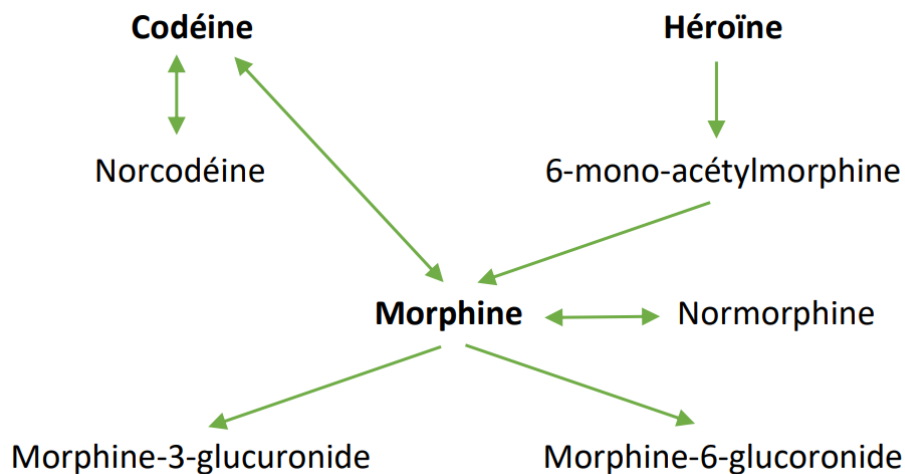 Codéine
Héroïne
Norcodéine
6-mono-acétylmorphine
Morphine
Normorphine
Morphine-3-glucuronide
Morphine-6-glucoronide